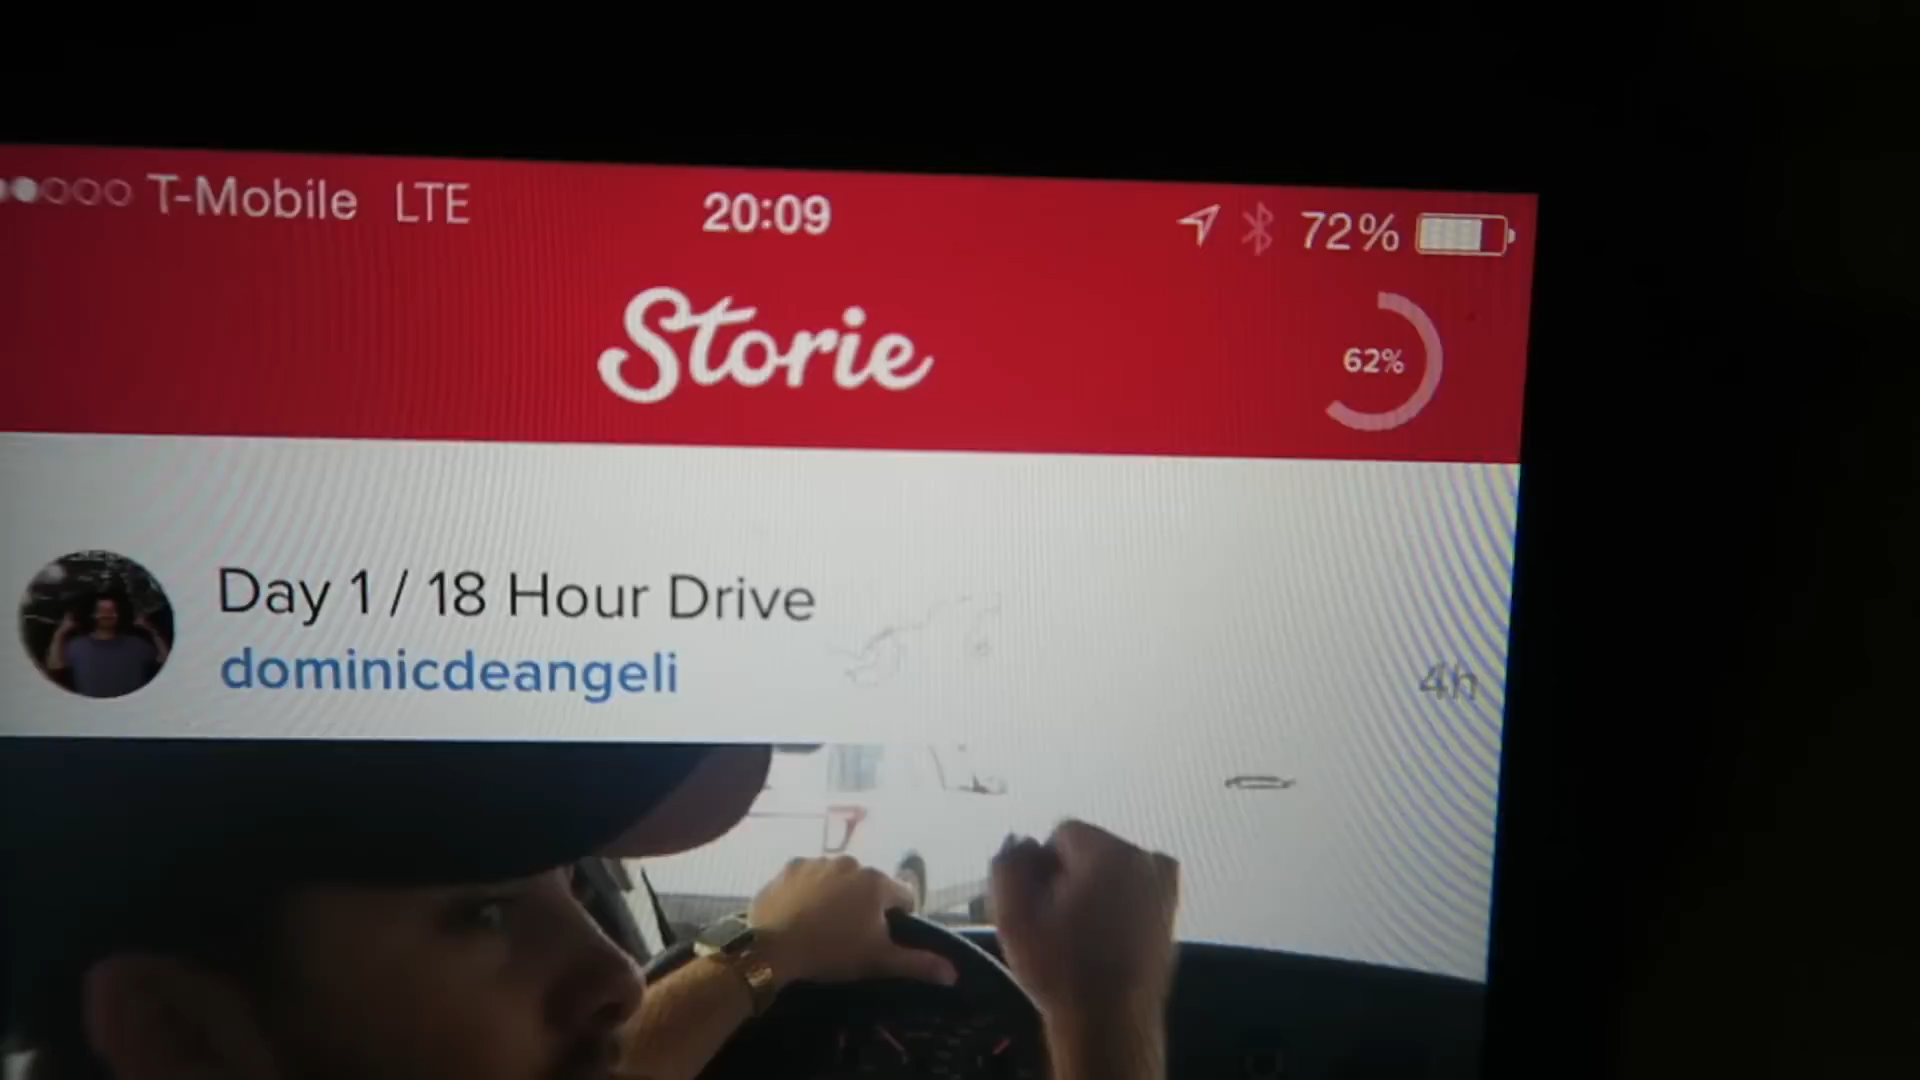 T-Mobile LTE 20:09 72%
Storie 62%
Day 1 / 18 Hour Drive
dominicdeangeli
4h